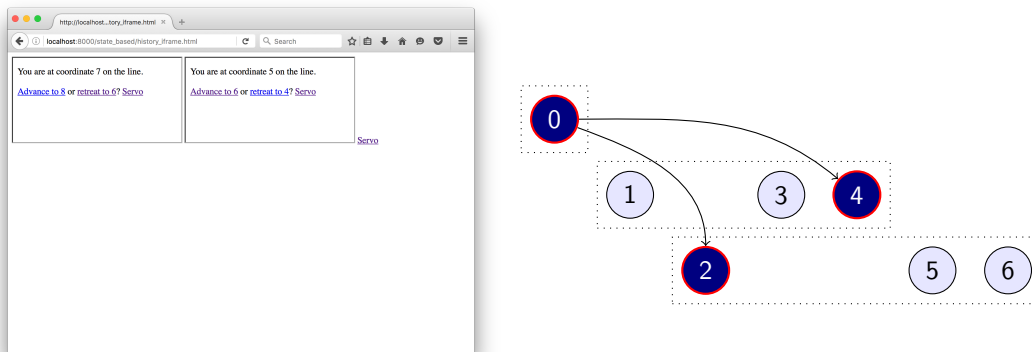 http://localhost...tory_iframe.html × +
localhost:8000/state_based/history_iframe.html
Search
You are at coordinate 7 on the line.
Advance to 8 or retreat to 6? Servo
You are at coordinate 5 on the line.
Advance to 6 or retreat to 4? Servo
Servo
0
1 3 4
2 5 6